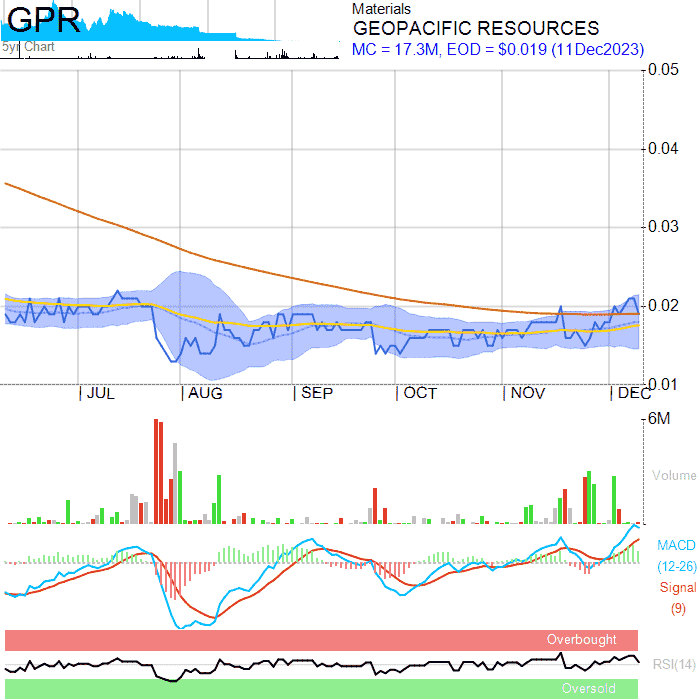 GPR
5yr Chart
Materials
GEOPACIFIC RESOURCES
MC = 17.3M, EOD = $0.019 (11Dec2023)
0.05
0.04
0.03
0.02
0.01
JUL AUG SEP OCT NOV DEC
6M
Volume
MACD
(12-26)
Signal
(9)
Overbought
RSI(14)
Oversold